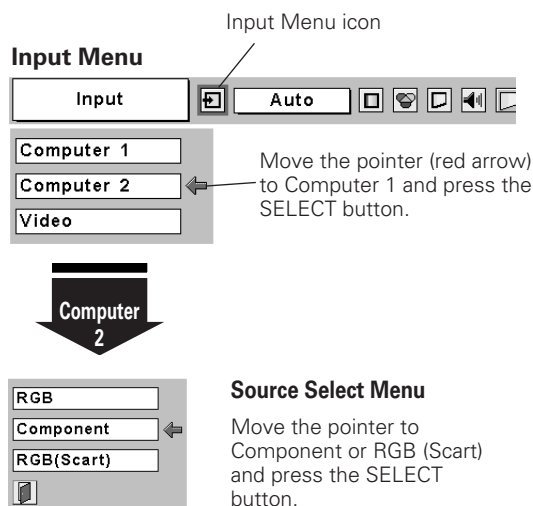 Input Menu icon
Input Menu
Input
Auto
Computer 1
Computer 2
Video
Move the pointer (red arrow)
to Computer 1 and press the
SELECT button.
Computer
2
RGB
Component
RGB(Scart)
Source Select Menu
Move the pointer to
Component or RGB (Scart)
and press the SELECT
button.